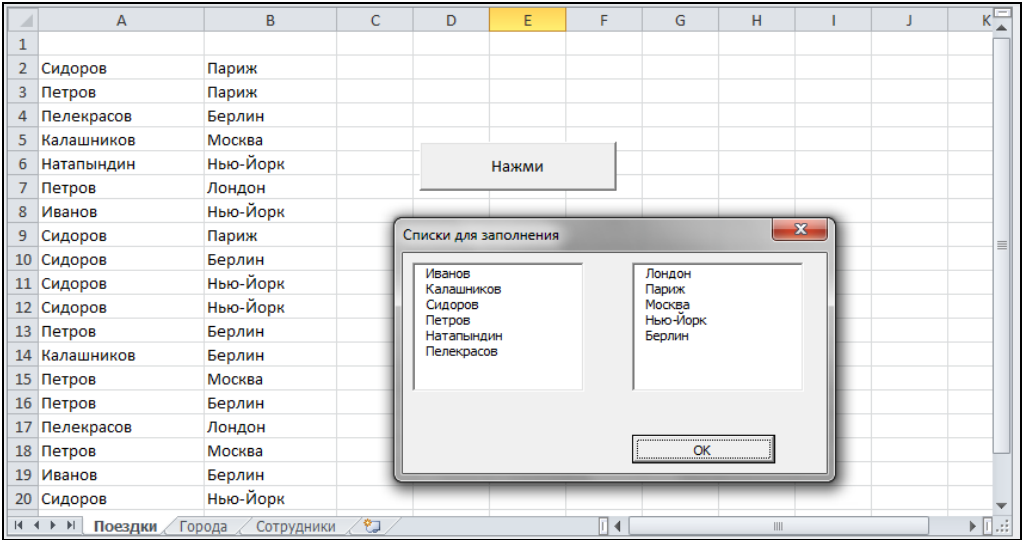 A B C D E F G H I J K
1
2 Сидоров Париж
3 Петров Париж
4 Пелекрасов Берлин
5 Калашников Москва
6 Натапындин Нью-Йорк
Нажми
7 Петров Лондон
8 Иванов Нью-Йорк
9 Сидоров Париж
10 Сидоров Берлин
11 Сидоров Нью-Йорк
12 Сидоров Нью-Йорк
13 Петров Берлин
14 Калашников Берлин
15 Петров Москва
16 Петров Берлин
17 Пелекрасов Лондон
18 Петров Москва
19 Иванов Берлин
20 Сидоров Нью-Йорк
Списки для заполнения
Иванов
Калашников
Сидоров
Петров
Натапындин
Пелекрасов
Лондон
Париж
Москва
Нью-Йорк
Берлин
OK
Поездки Города Сотрудники